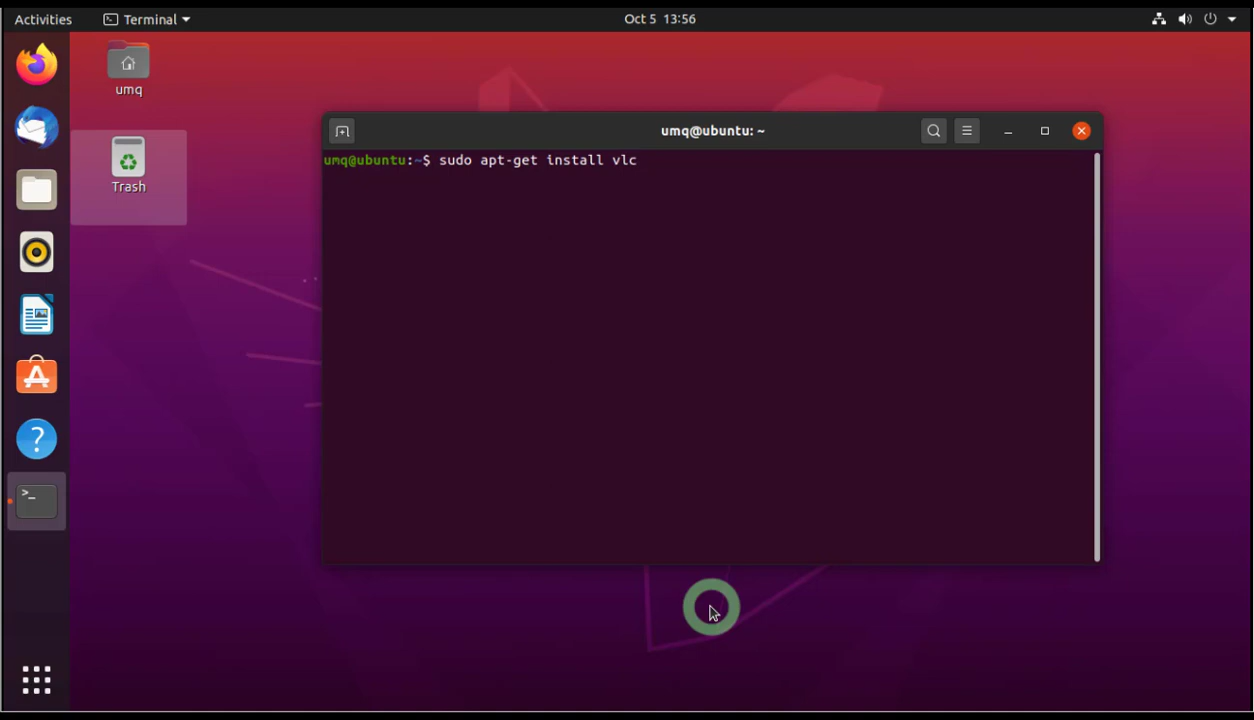 Activities
Terminal
Oct 5 13:56
umq
Trash
umq@ubuntu: ~
umq@ubuntu:~$ sudo apt-get install vlc